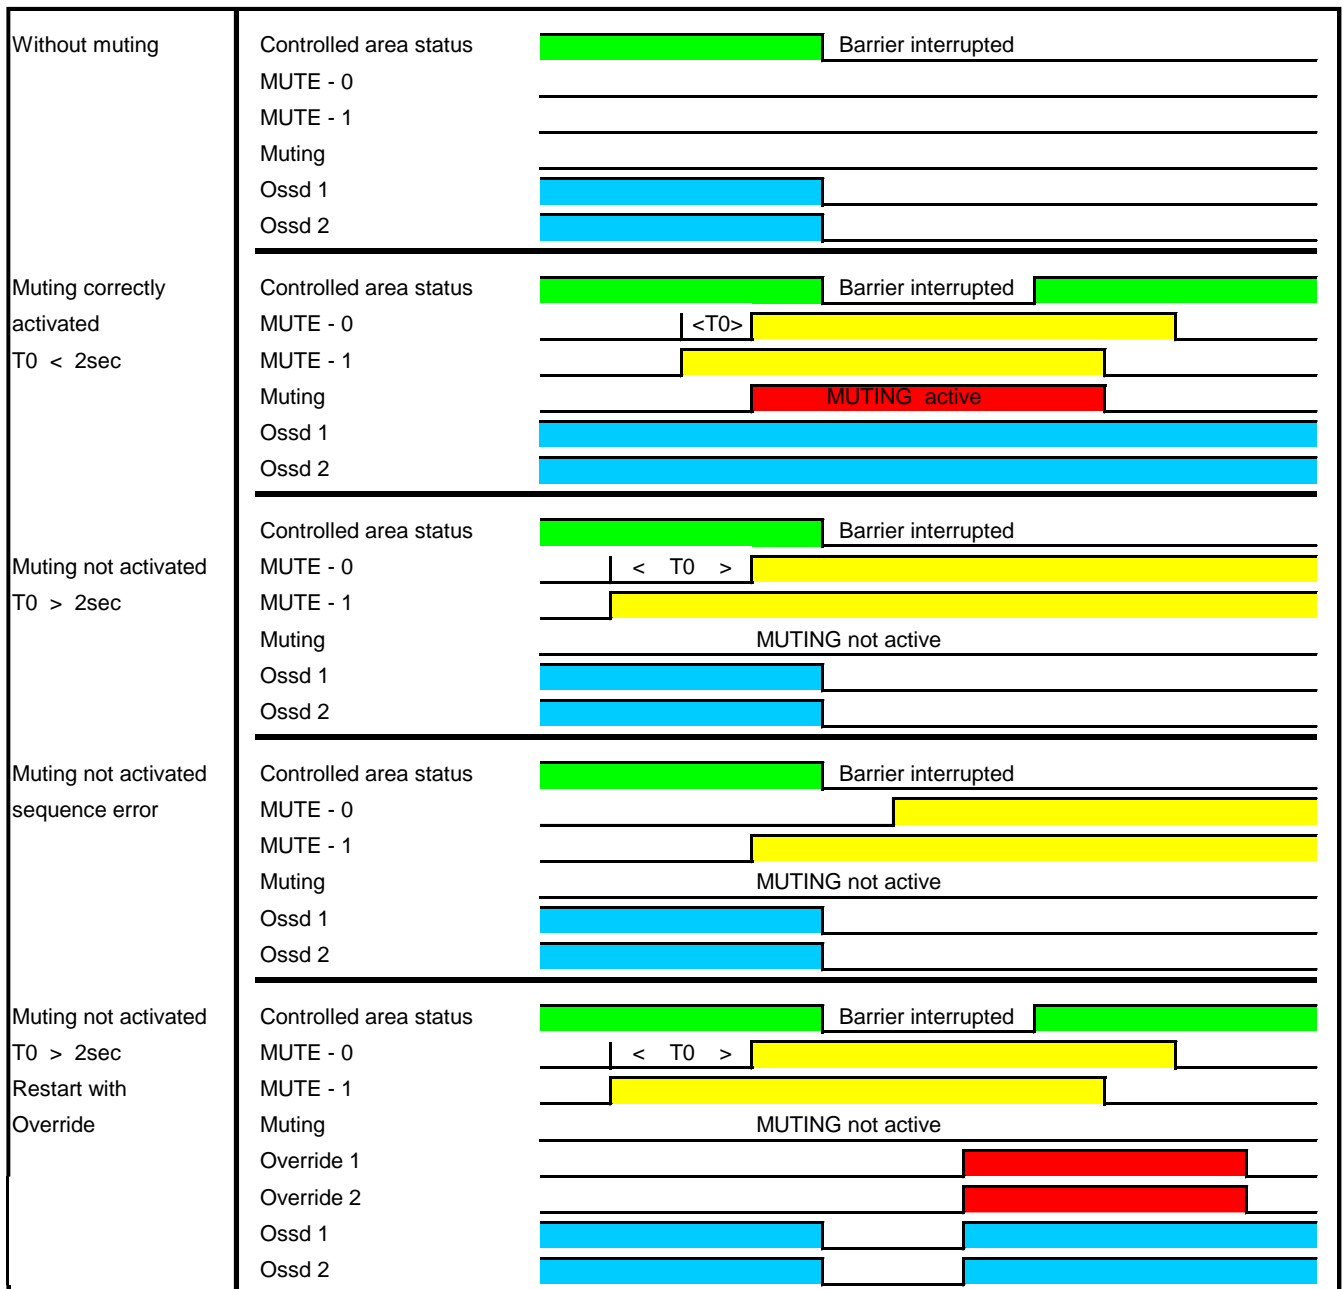 Without muting
Controlled area status
Barrier interrupted
MUTE - 0
MUTE - 1
Muting
Ossd 1
Ossd 2
Muting correctly
activated
T0 < 2sec
Controlled area status
Barrier interrupted
MUTE - 0
<T0>
MUTE - 1
Muting
MUTING active
Ossd 1
Ossd 2
Muting not activated
T0 > 2sec
Controlled area status
Barrier interrupted
MUTE - 0
< T0 >
MUTE - 1
Muting
MUTING not active
Ossd 1
Ossd 2
Muting not activated
sequence error
Controlled area status
Barrier interrupted
MUTE - 0
MUTE - 1
Muting
MUTING not active
Ossd 1
Ossd 2
Muting not activated
T0 > 2sec
Restart with
Override
Controlled area status
Barrier interrupted
MUTE - 0
< T0 >
MUTE - 1
Muting
MUTING not active
Override 1
Override 2
Ossd 1
Ossd 2